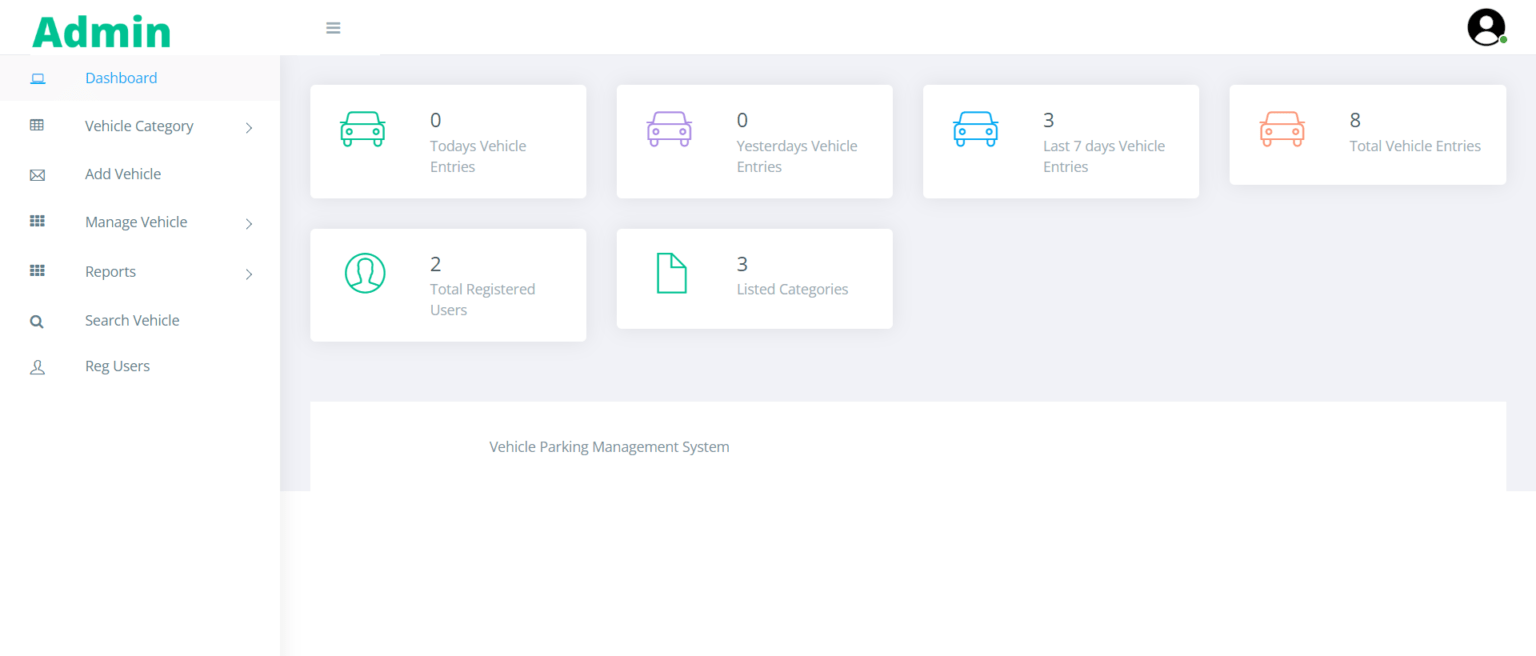 Admin
Dashboard
Vehicle Category
Add Vehicle
Manage Vehicle
Reports
Search Vehicle
Reg Users
0
Todays Vehicle
Entries
0
Yesterdays Vehicle
Entries
3
Last 7 days Vehicle
Entries
8
Total Vehicle Entries
2
Total Registered
Users
3
Listed Categories
Vehicle Parking Management System